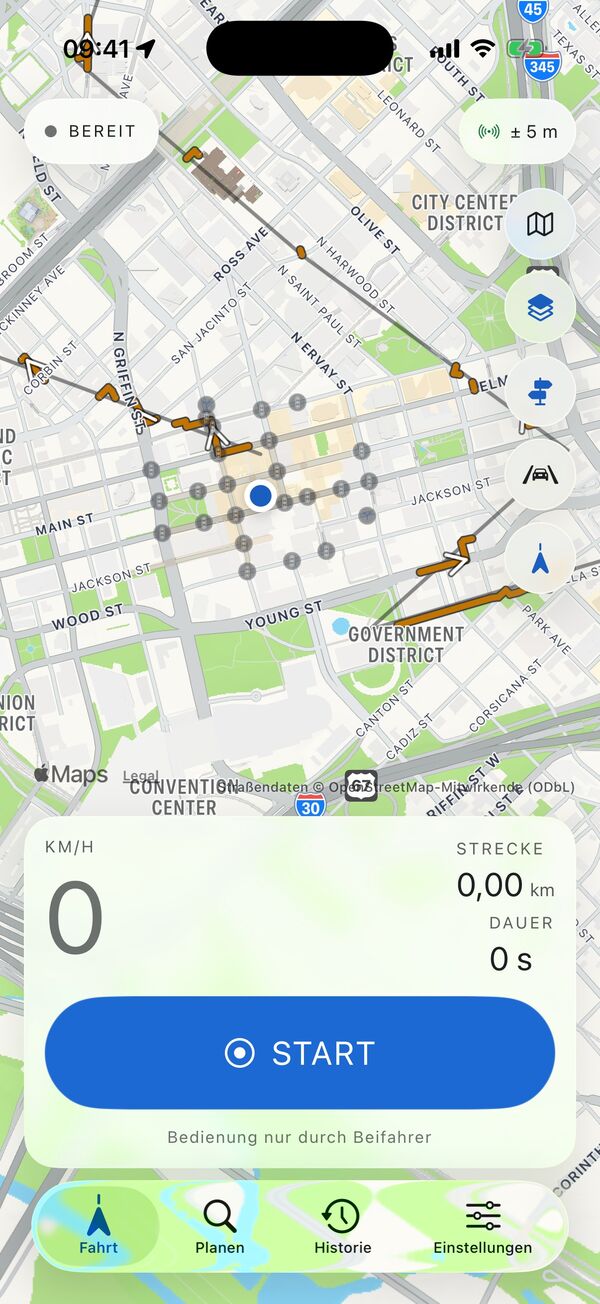 09:41
45
345
TEXAS ST
SOUTH ST
LEONARD ST
BEREIT
± 5 m
CITY CENTER
DISTRICT
OLIVE ST
ROSS AVE
N HARWOOD ST
N SAINT PAUL ST
SAN JACINTO ST
N ERVAY ST
CORBIN ST
ELM
JACKSON ST
MAIN ST
JACKSON ST
WOOD ST
YOUNG ST
GOVERNMENT
DISTRICT
PARK AVE
CANTON ST
CADIZ ST
CORSICANA ST
Maps
Legal
CONVENTION
CENTER
Straßendaten © OpenStreetMap-Mitwirkende (ODbL)
67
30
KM/H
0
STRECKE
0,00 km
DAUER
0 s
START
Bedienung nur durch Beifahrer
Fahrt
Planen
Historie
Einstellungen